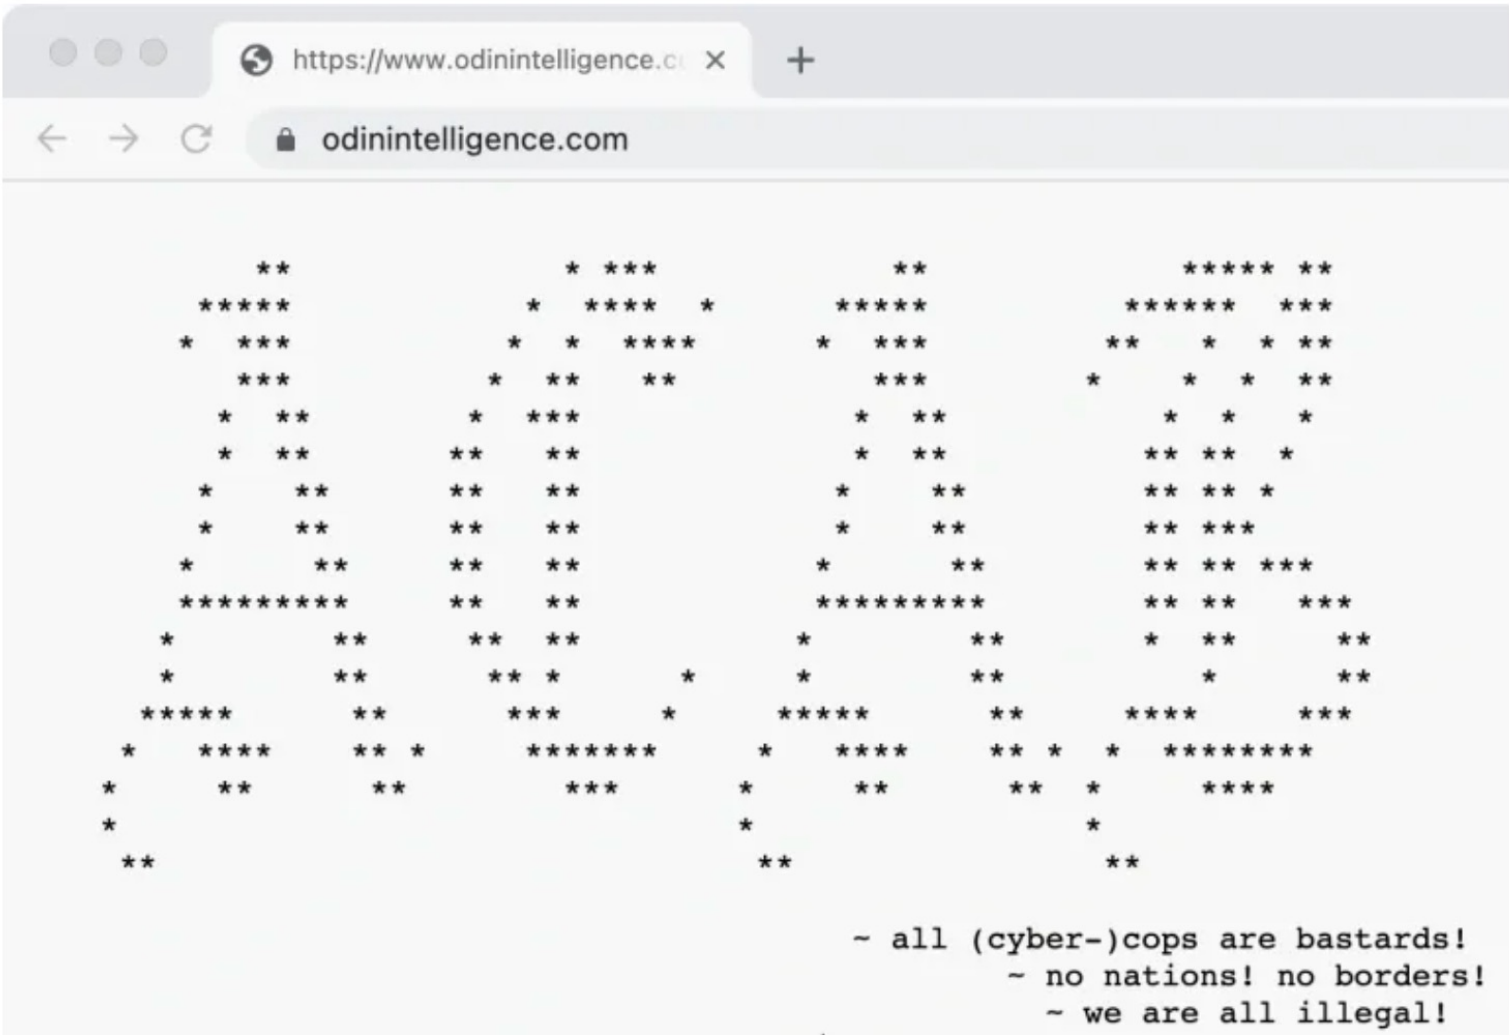 https://www.odinintelligence.c
odinintelligence.com
ACAB
~ all (cyber-)cops are bastards!
~ no nations! no borders!
~ we are all illegal!